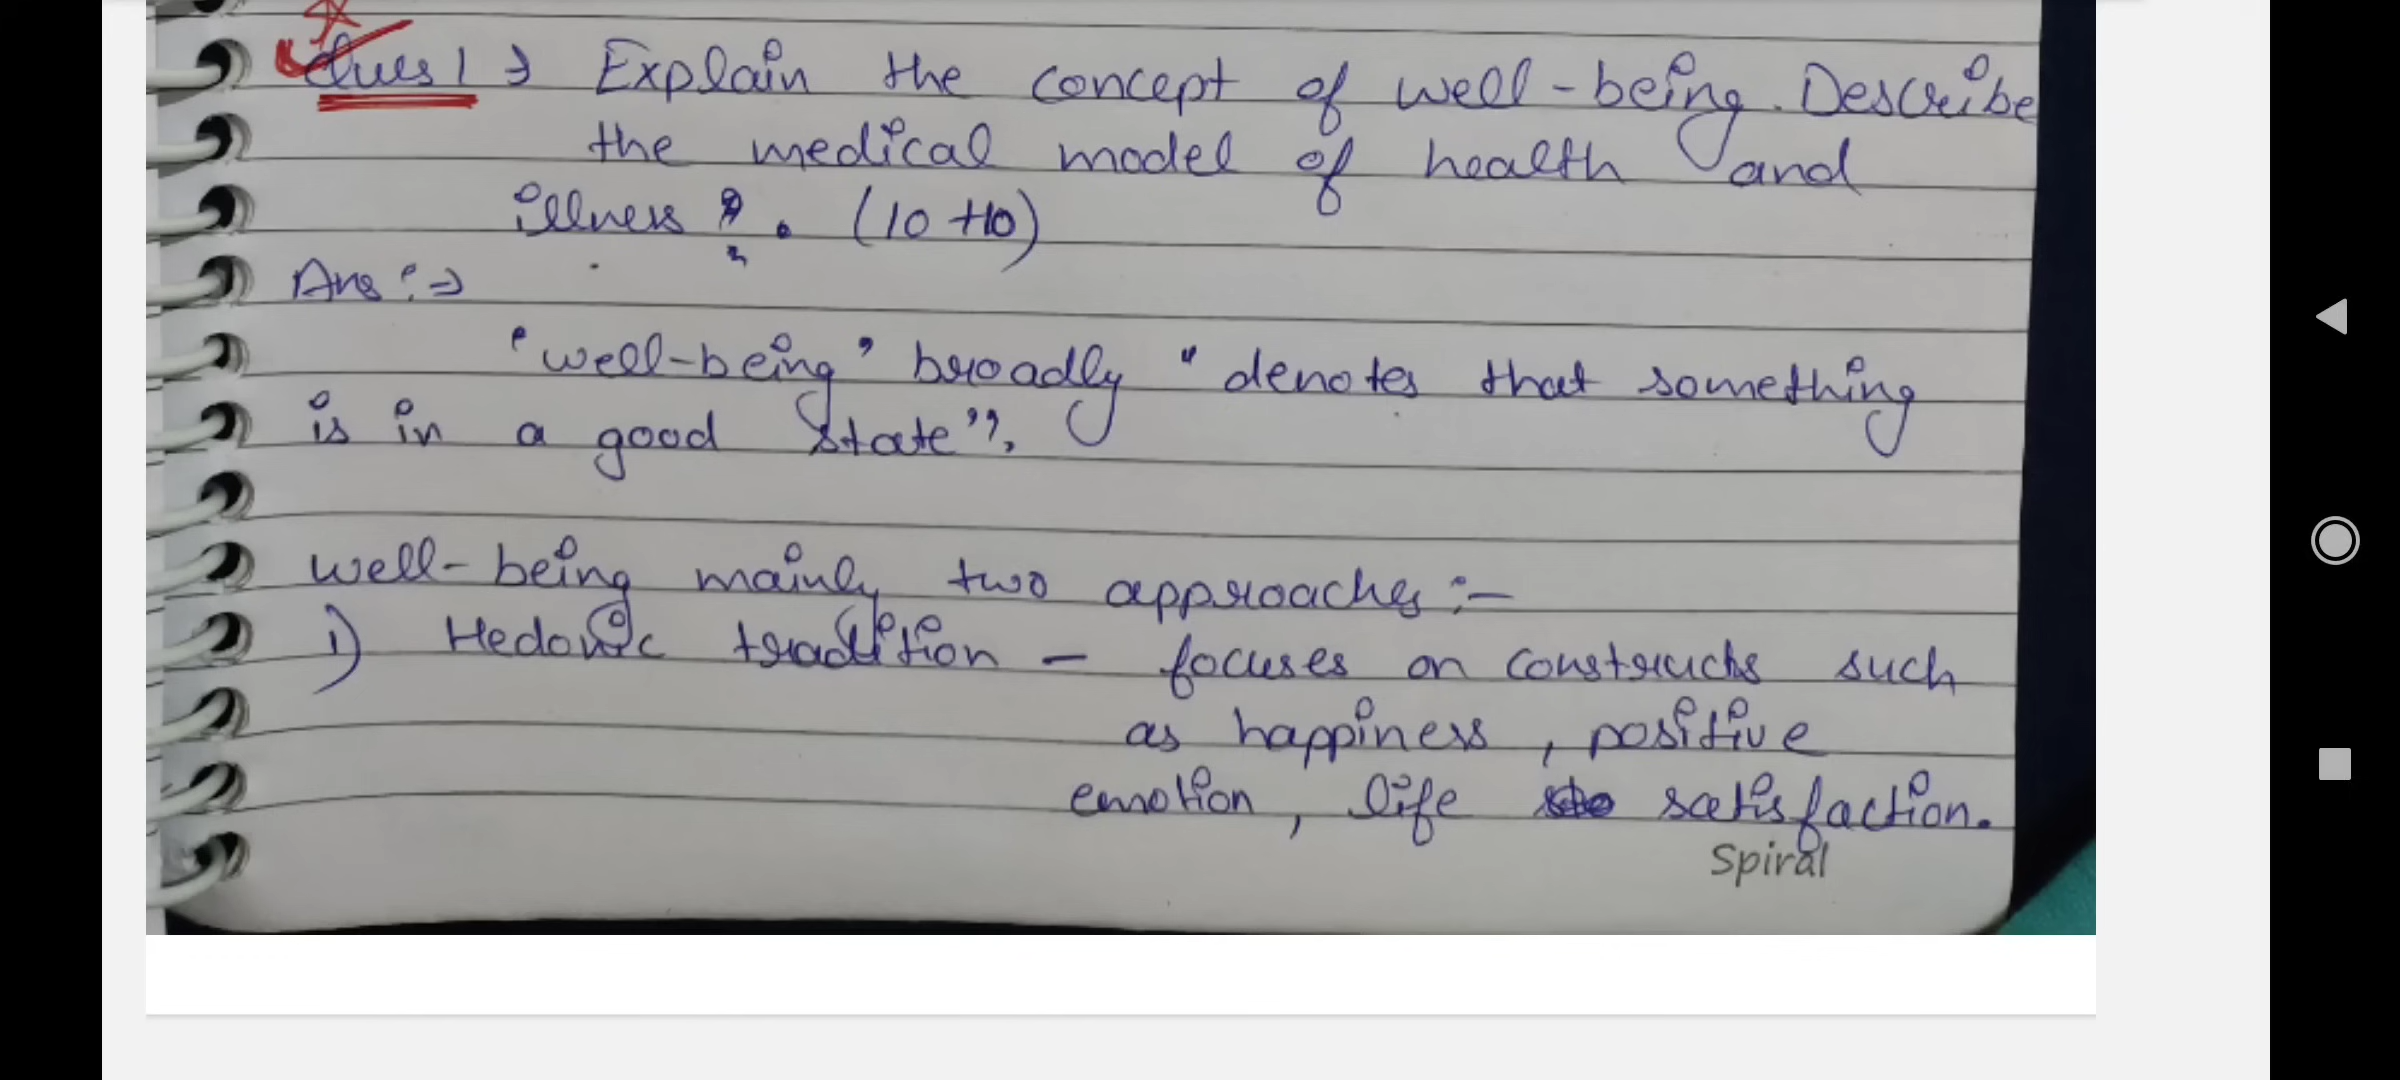 Ques 1 → Explain the concept of well-being. Describe
the medical model of health and
illness ? . (10+10)
Ans :→
'well-being' broadly "denotes that something
is in a good state",
well-being mainly two approaches :-
i) Hedonic tradition - focuses on constructs such
as happiness, positive
emotion, life satisfaction.
Spiral